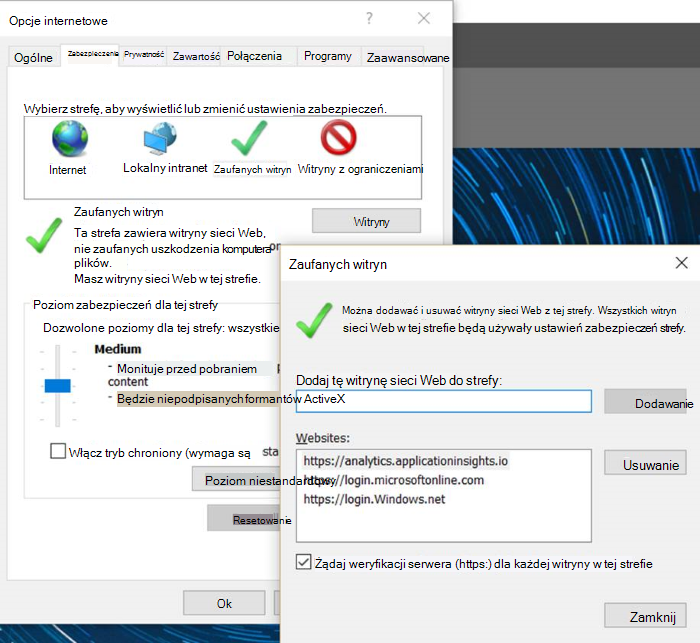 Opcje internetowe
Ogólne Zabezpieczenie Prywatność Zawartość Połączenia Programy Zaawansowane
Wybierz strefę, aby wyświetlić lub zmienić ustawienia zabezpieczeń.
Internet Lokalny intranet Zaufanych witryn Witryny z ograniczeniami
Zaufanych witryn
Witryny
Ta strefa zawiera witryny sieci Web,
nie zaufanych uszkodzenia komputera
plików.
Masz witryny sieci Web w tej strefie.
Poziom zabezpieczeń dla tej strefy
Dozwolone poziomy dla tej strefy: wszystkie
Medium
- Monituje przed pobraniem
content
- Będzie niepodpisanych formantów ActiveX
Włącz tryb chroniony (wymaga są sta
Poziom niestandardowy
Resetowanie
Ok
Zaufanych witryn
Można dodawać i usuwać witryny sieci Web z tej strefy. Wszystkich witryn
sieci Web w tej strefie będą używały ustawień zabezpieczeń strefy.
Dodaj tę witrynę sieci Web do strefy:
Dodawanie
Websites:
https://analytics.applicationinsights.io
https://login.microsoftonline.com
https://login.Windows.net
Usuwanie
Żądaj weryfikacji serwera (https:) dla każdej witryny w tej strefie
Zamknij